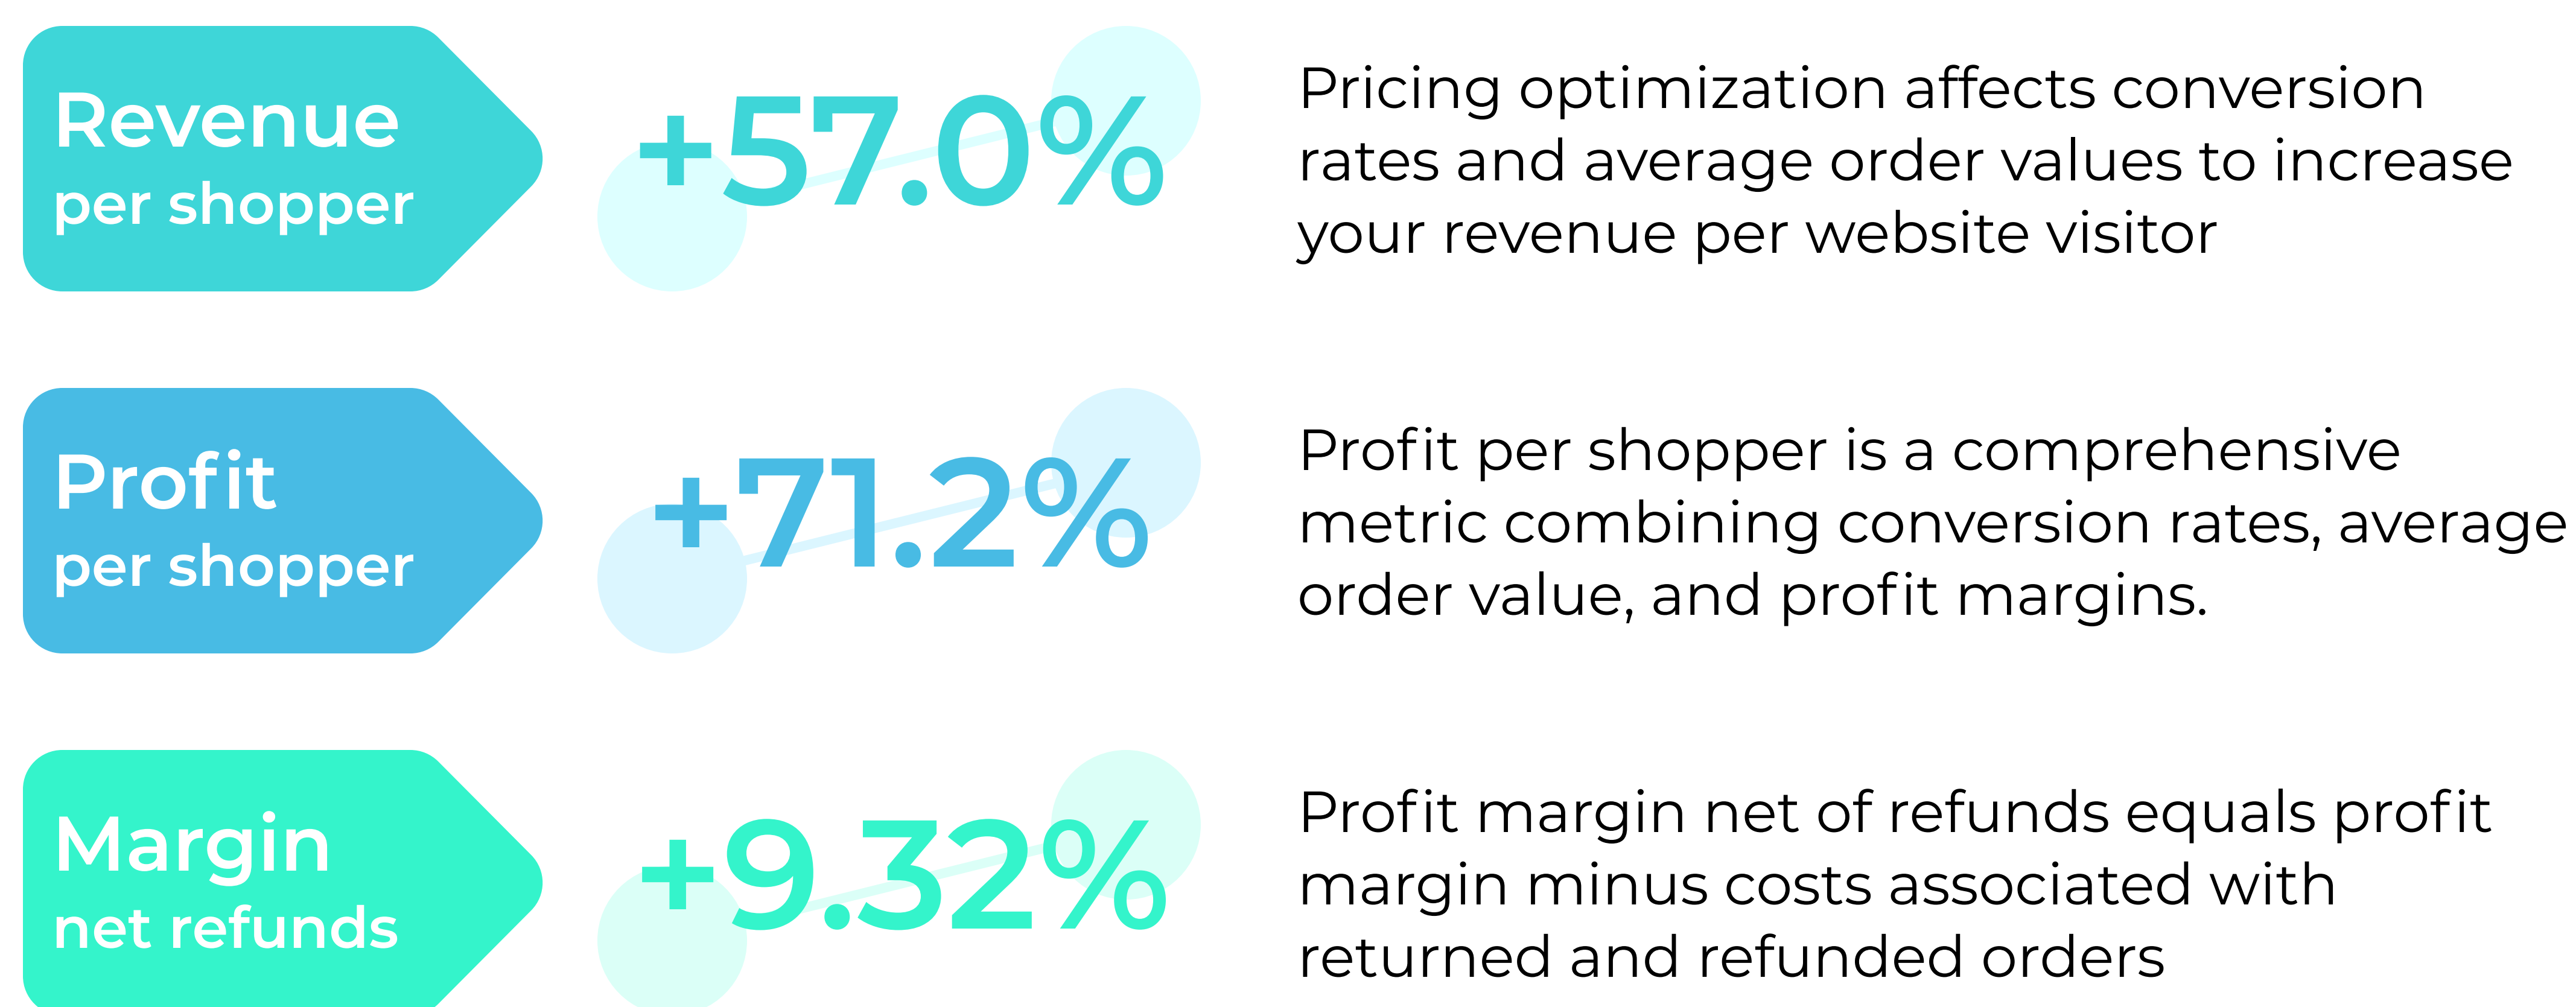 Revenue
per shopper
+57.0%
Pricing optimization affects conversion
rates and average order values to increase
your revenue per website visitor
Profit
per shopper
+71.2%
Profit per shopper is a comprehensive
metric combining conversion rates, average
order value, and profit margins.
Margin
net refunds
+9.32%
Profit margin net of refunds equals profit
margin minus costs associated with
returned and refunded orders